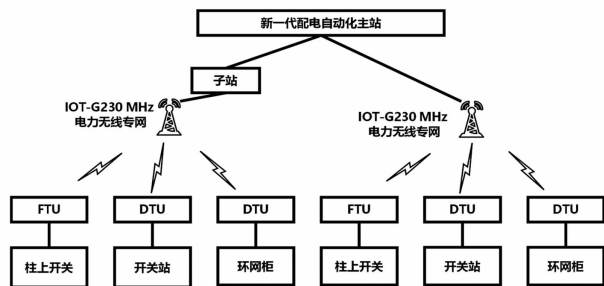 新一代配电自动化主站
子站
IOT-G230 MHz
电力无线专网
IOT-G230 MHz
电力无线专网
FTU
DTU
DTU
FTU
DTU
DTU
柱上开关
开关站
环网柜
柱上开关
开关站
环网柜